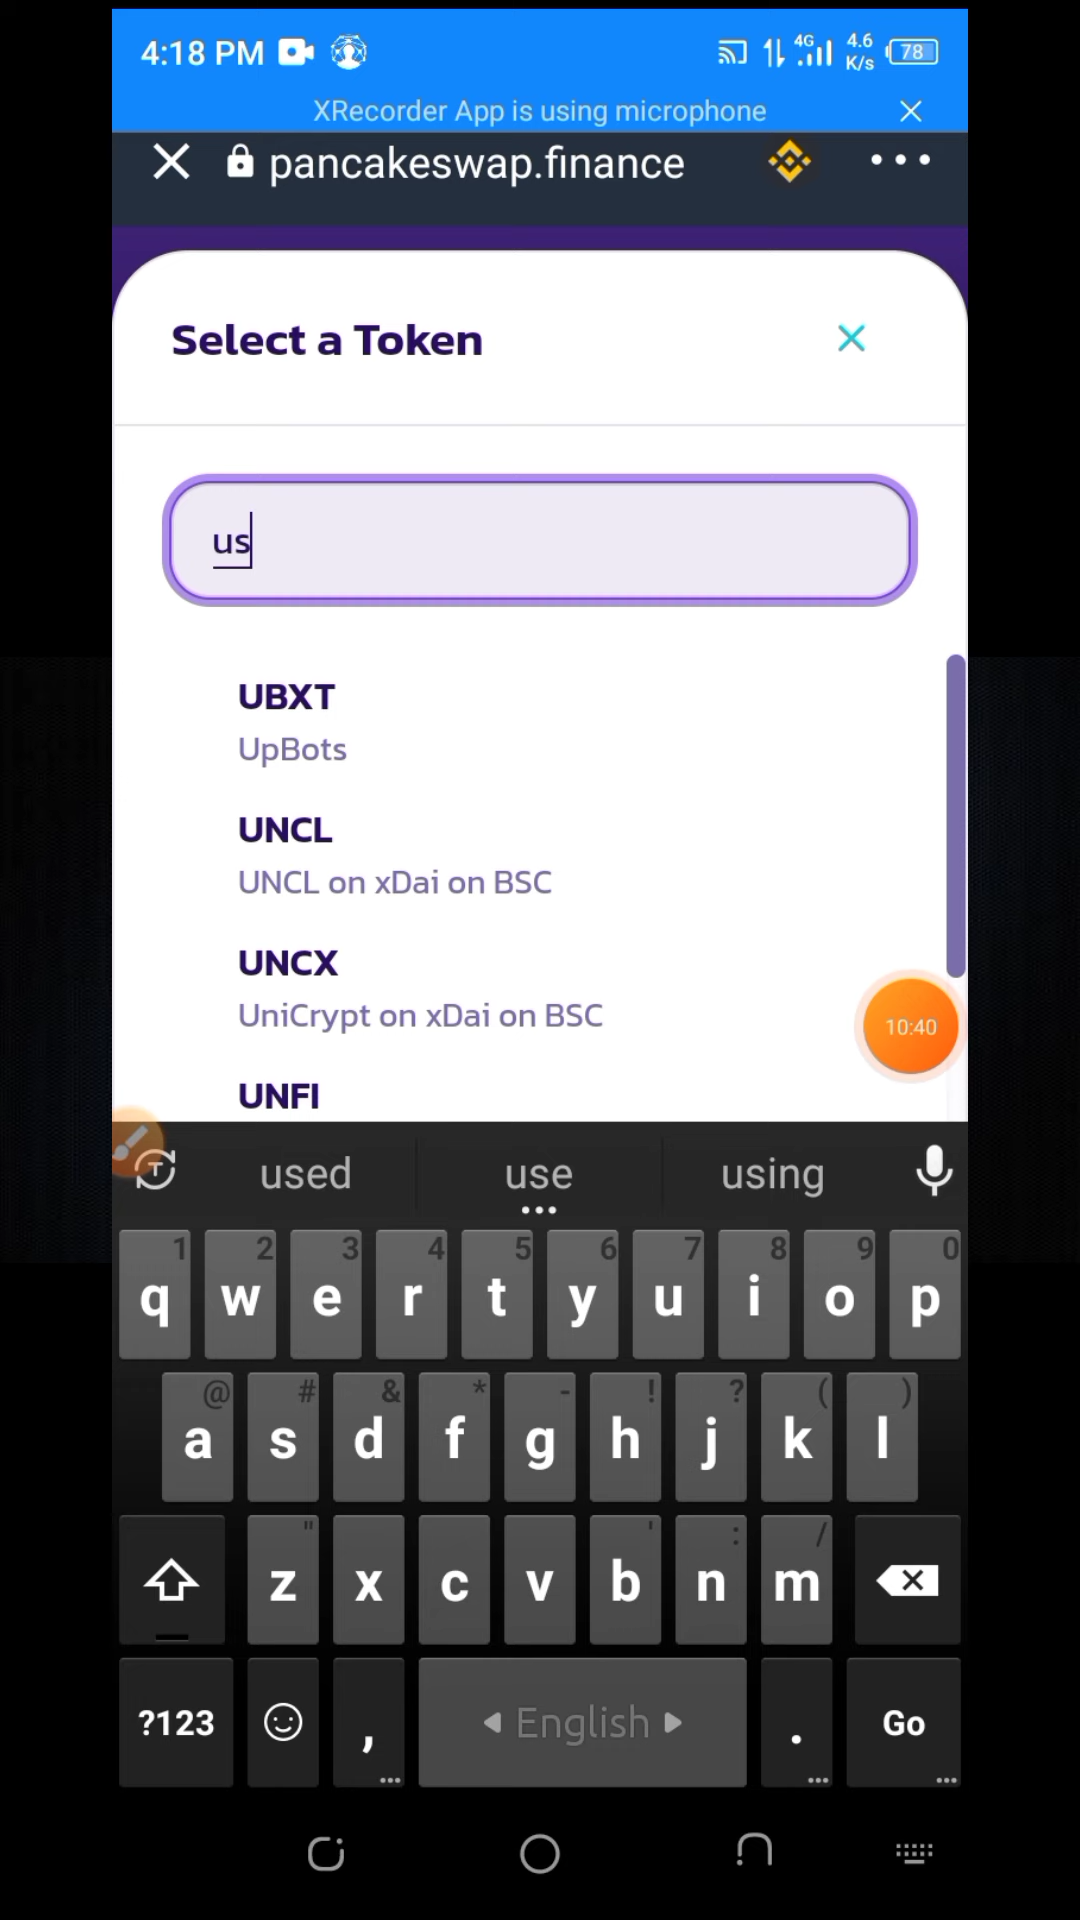 4:18 PM 4G 4.6 K/s 78
XRecorder App is using microphone
pancakeswap.finance
Select a Token
us
UBXT
UpBots
UNCL
UNCL on xDai on BSC
UNCX
UniCrypt on xDai on BSC
10:40
UNFI
T used use using
1 2 3 4 5 6 7 8 9 0
q w e r t y u i o p
@ # & * - ! ? ( )
a s d f g h j k l
" ' : /
z x c v b n m
?123 , English . Go